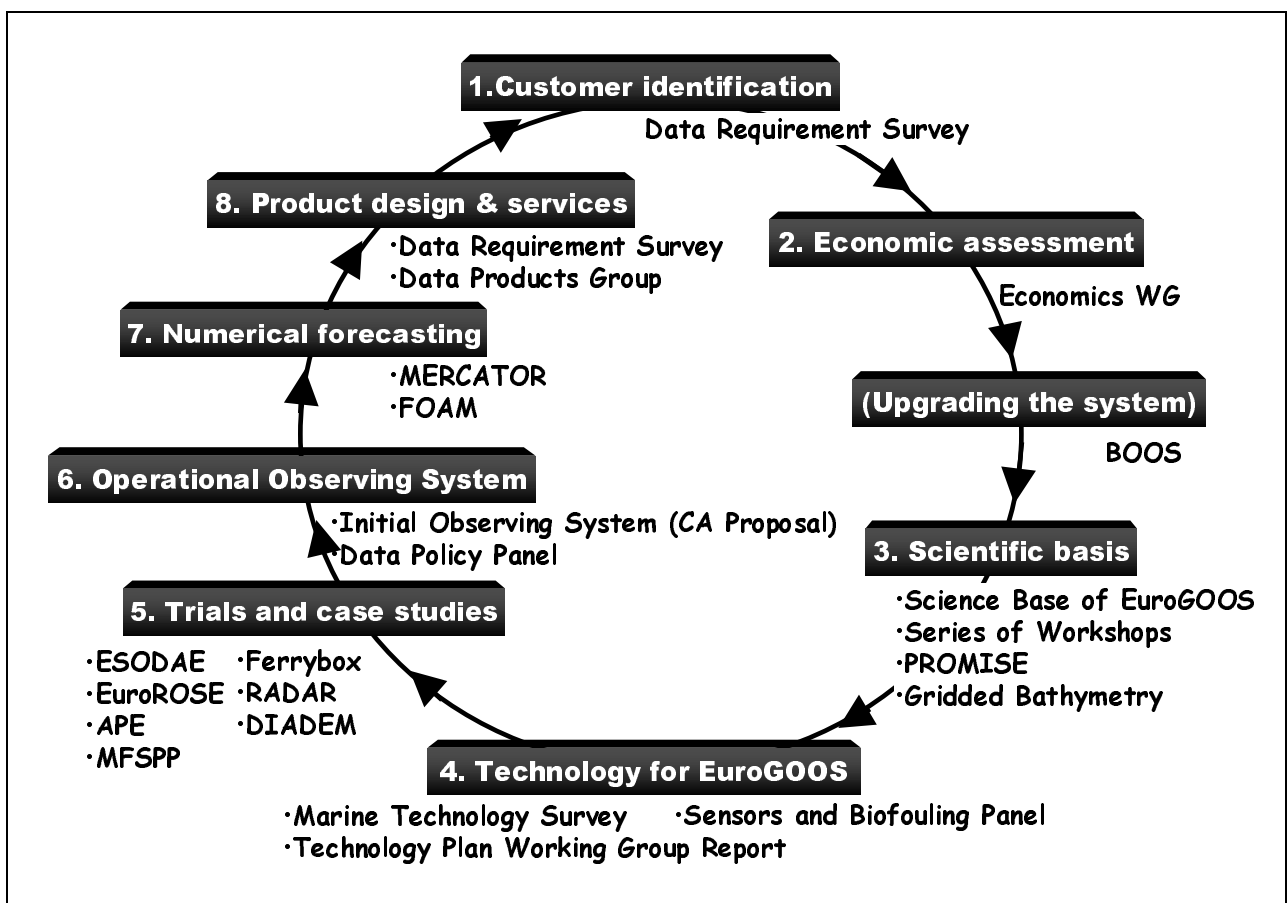 1.Customer identification
Data Requirement Survey
2. Economic assessment
Economics WG
(Upgrading the system)
BOOS
3. Scientific basis
·Science Base of EuroGOOS
·Series of Workshops
·PROMISE
·Gridded Bathymetry
4. Technology for EuroGOOS
·Marine Technology Survey ·Sensors and Biofouling Panel
·Technology Plan Working Group Report
5. Trials and case studies
·ESODAE ·Ferrybox
·EuroROSE ·RADAR
·APE ·DIADEM
·MFSPP
6. Operational Observing System
·Initial Observing System (CA Proposal)
·Data Policy Panel
7. Numerical forecasting
·MERCATOR
·FOAM
8. Product design & services
·Data Requirement Survey
·Data Products Group